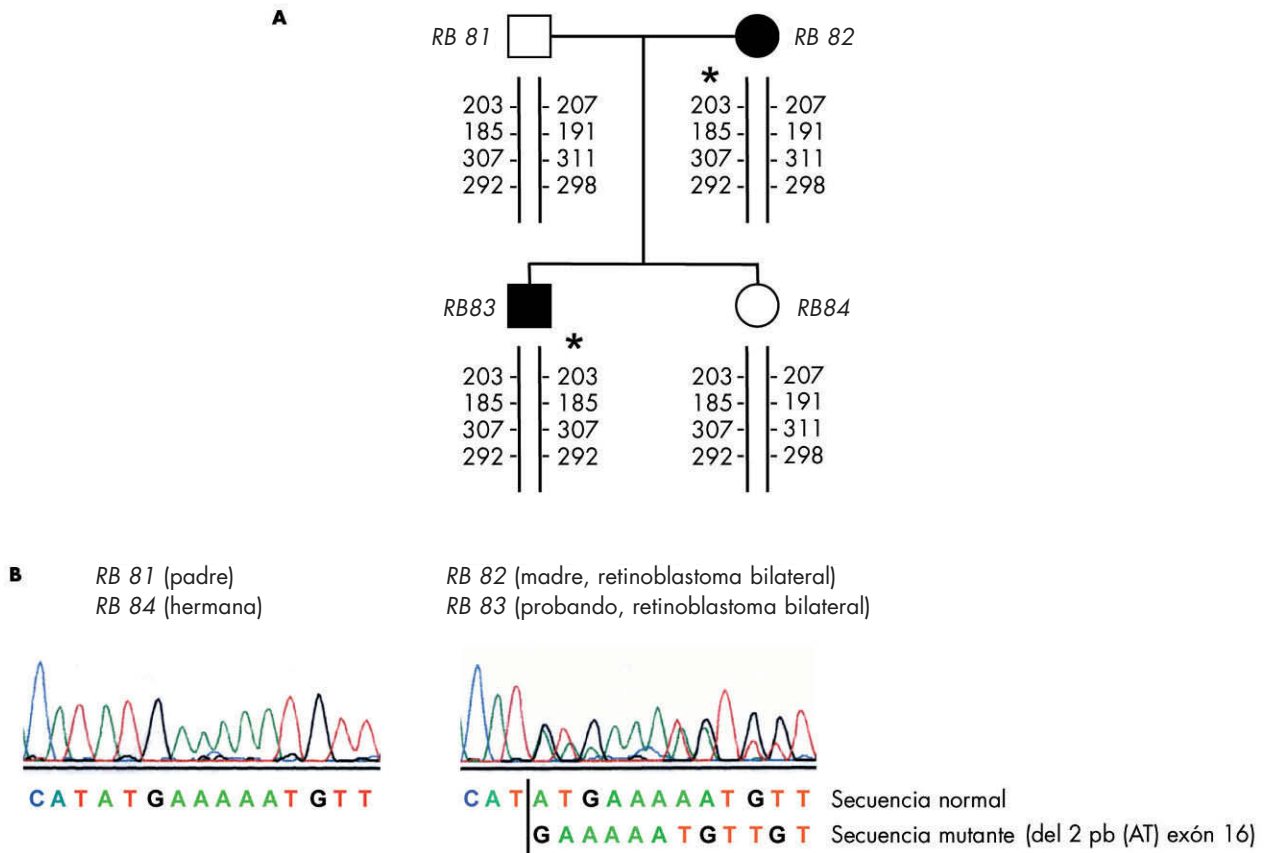 A
RB 81
RB 82
*
203 207 203 207
185 191 185 191
307 311 307 311
292 298 292 298
RB83
RB84
*
203 203 203 207
185 185 185 191
307 307 307 311
292 292 292 298
B
RB 81 (padre)
RB 84 (hermana)
RB 82 (madre, retinoblastoma bilateral)
RB 83 (probando, retinoblastoma bilateral)
CATATGAAAAATGTT
CATATGAAAAATGTT Secuencia normal
GAAAAATGTTGT Secuencia mutante (del 2 pb (AT) exón 16)